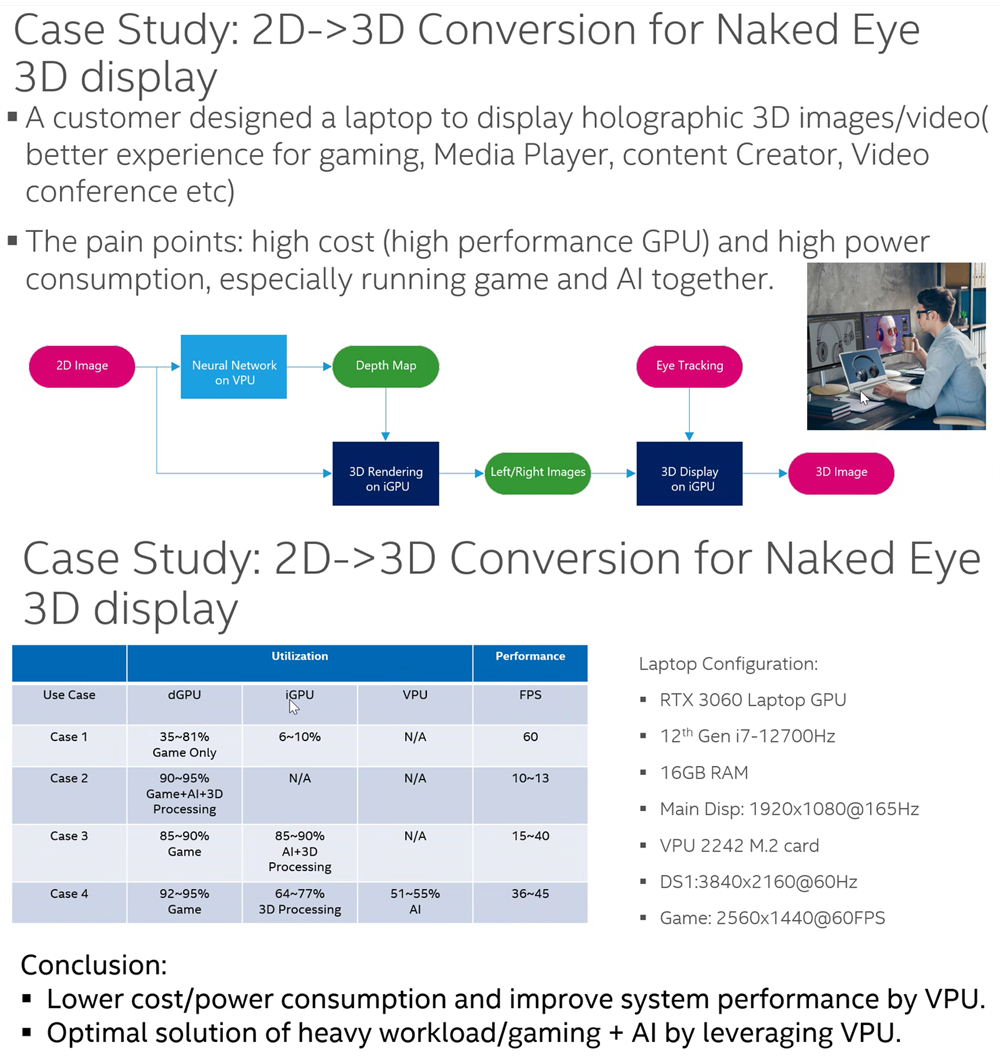 Case Study: 2D->3D Conversion for Naked Eye
3D display
▪ A customer designed a laptop to display holographic 3D images/video(
better experience for gaming, Media Player, content Creator, Video
conference etc)
▪ The pain points: high cost (high performance GPU) and high power
consumption, especially running game and AI together.
2D Image
Neural Network
on VPU
Depth Map
Eye Tracking
3D Rendering
on iGPU
Left/Right Images
3D Display
on iGPU
3D Image
Case Study: 2D->3D Conversion for Naked Eye
3D display
Utilization Performance
Use Case dGPU iGPU VPU FPS
Case 1 35~81% 6~10% N/A 60
Game Only
Case 2 90~95% N/A N/A 10~13
Game+AI+3D
Processing
Case 3 85~90% 85~90% N/A 15~40
Game AI+3D
Processing
Case 4 92~95% 64~77% 51~55% 36~45
Game 3D Processing AI
Laptop Configuration:
▪ RTX 3060 Laptop GPU
▪ 12th Gen i7-12700Hz
▪ 16GB RAM
▪ Main Disp: 1920x1080@165Hz
▪ VPU 2242 M.2 card
▪ DS1:3840x2160@60Hz
▪ Game: 2560x1440@60FPS
Conclusion:
▪ Lower cost/power consumption and improve system performance by VPU.
▪ Optimal solution of heavy workload/gaming + AI by leveraging VPU.